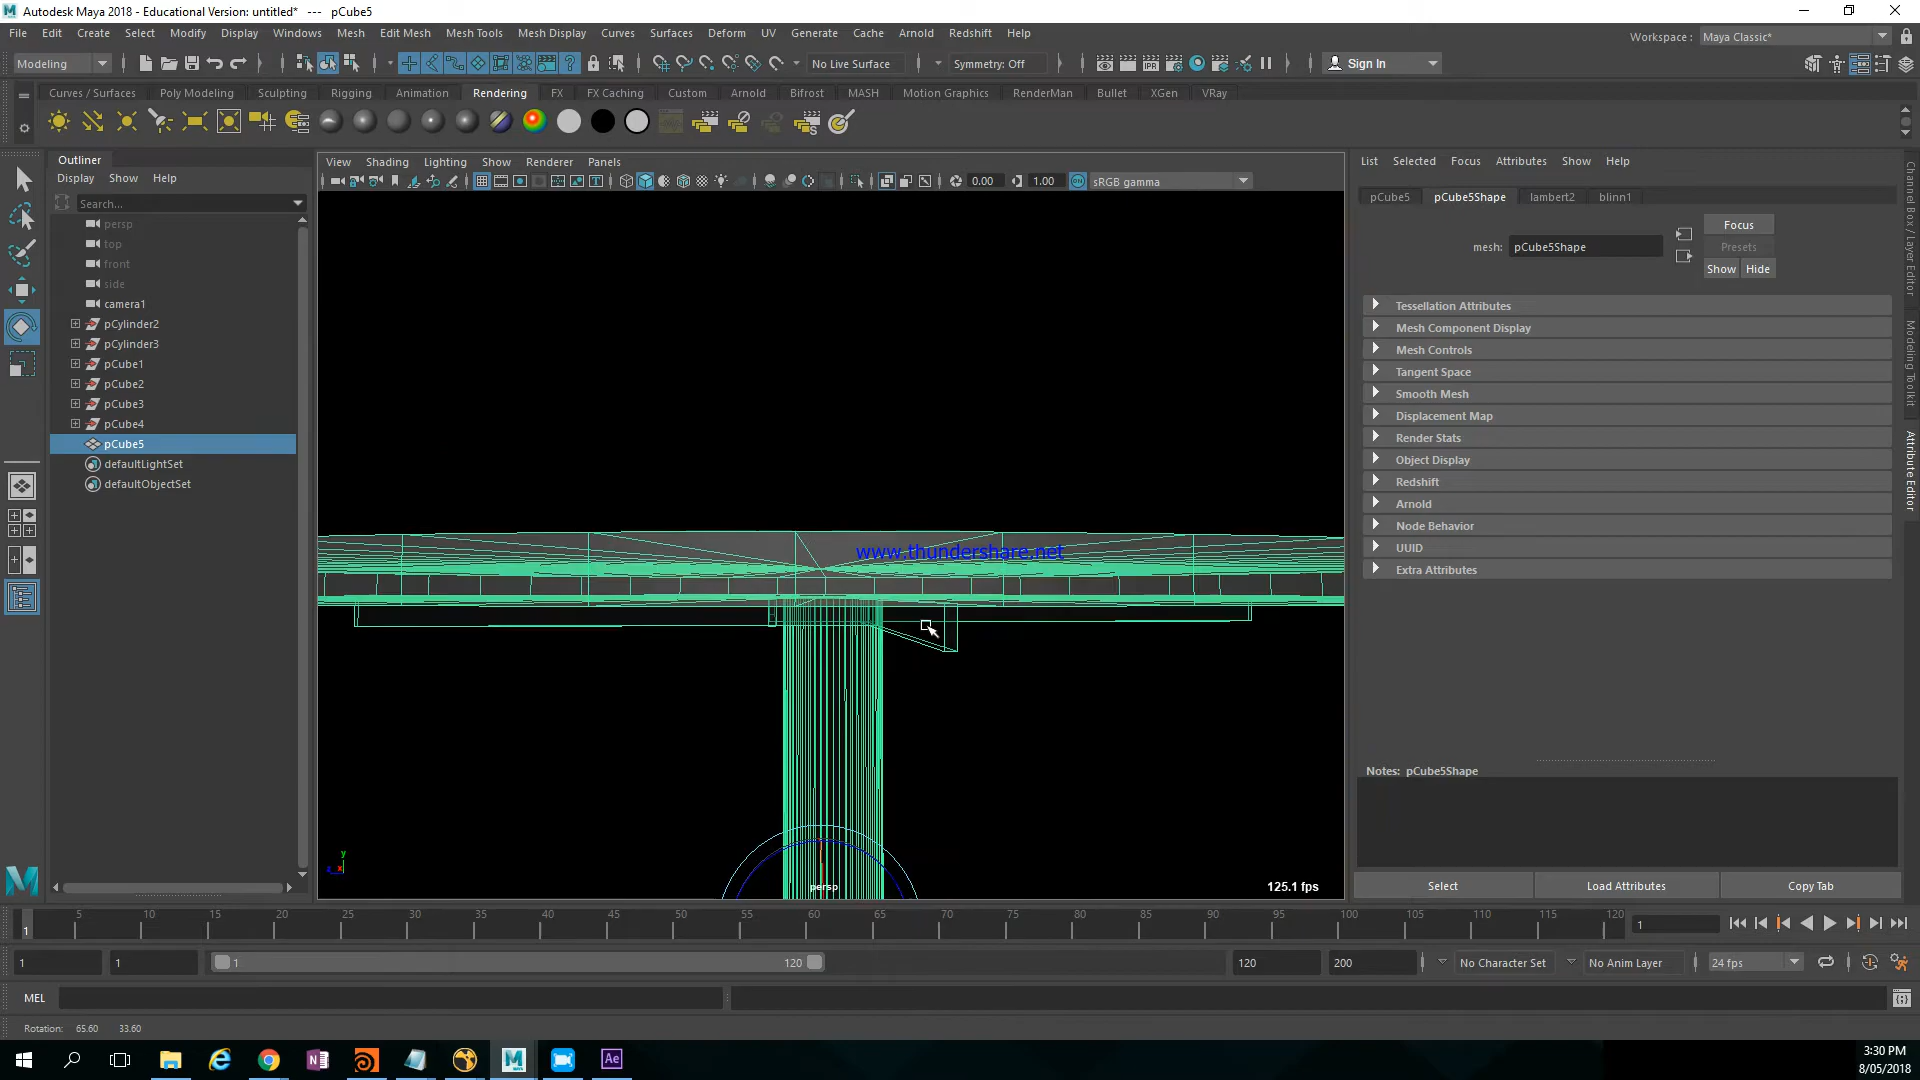 Autodesk Maya 2018 - Educational Version: untitled* --- pCube5
File Edit Create Select Modify Display Windows Mesh Edit Mesh Mesh Tools Mesh Display Curves Surfaces Deform UV Generate Cache Arnold Redshift Help
Workspace : Maya Classic*
Modeling No Live Surface Symmetry: Off Sign In
Curves / Surfaces Poly Modeling Sculpting Rigging Animation Rendering FX FX Caching Custom Arnold Bifrost MASH Motion Graphics RenderMan Bullet XGen VRay
Outliner
Display Show Help
Search...
persp
top
front
side
camera1
pCylinder2
pCylinder3
pCube1
pCube2
pCube3
pCube4
pCube5
defaultLightSet
defaultObjectSet
View Shading Lighting Show Renderer Panels
0.00 1.00 sRGB gamma
www.thundershare.net
y
x
persp
125.1 fps
List Selected Focus Attributes Show Help
pCube5 pCube5Shape lambert2 blinn1
mesh: pCube5Shape
Focus
Presets
Show Hide
Tessellation Attributes
Mesh Component Display
Mesh Controls
Tangent Space
Smooth Mesh
Displacement Map
Render Stats
Object Display
Redshift
Arnold
Node Behavior
UUID
Extra Attributes
Notes: pCube5Shape
Select Load Attributes Copy Tab
Channel Box / Layer Editor
Modeling Toolkit
Attribute Editor
5 10 15 20 25 30 35 40 45 50 55 60 65 70 75 80 85 90 95 100 105 110 115 120
1
1
1 1 1 120 120 200 No Character Set No Anim Layer 24 fps
MEL
Rotation: 65.60 33.60
Ae
3:30 PM
8/05/2018